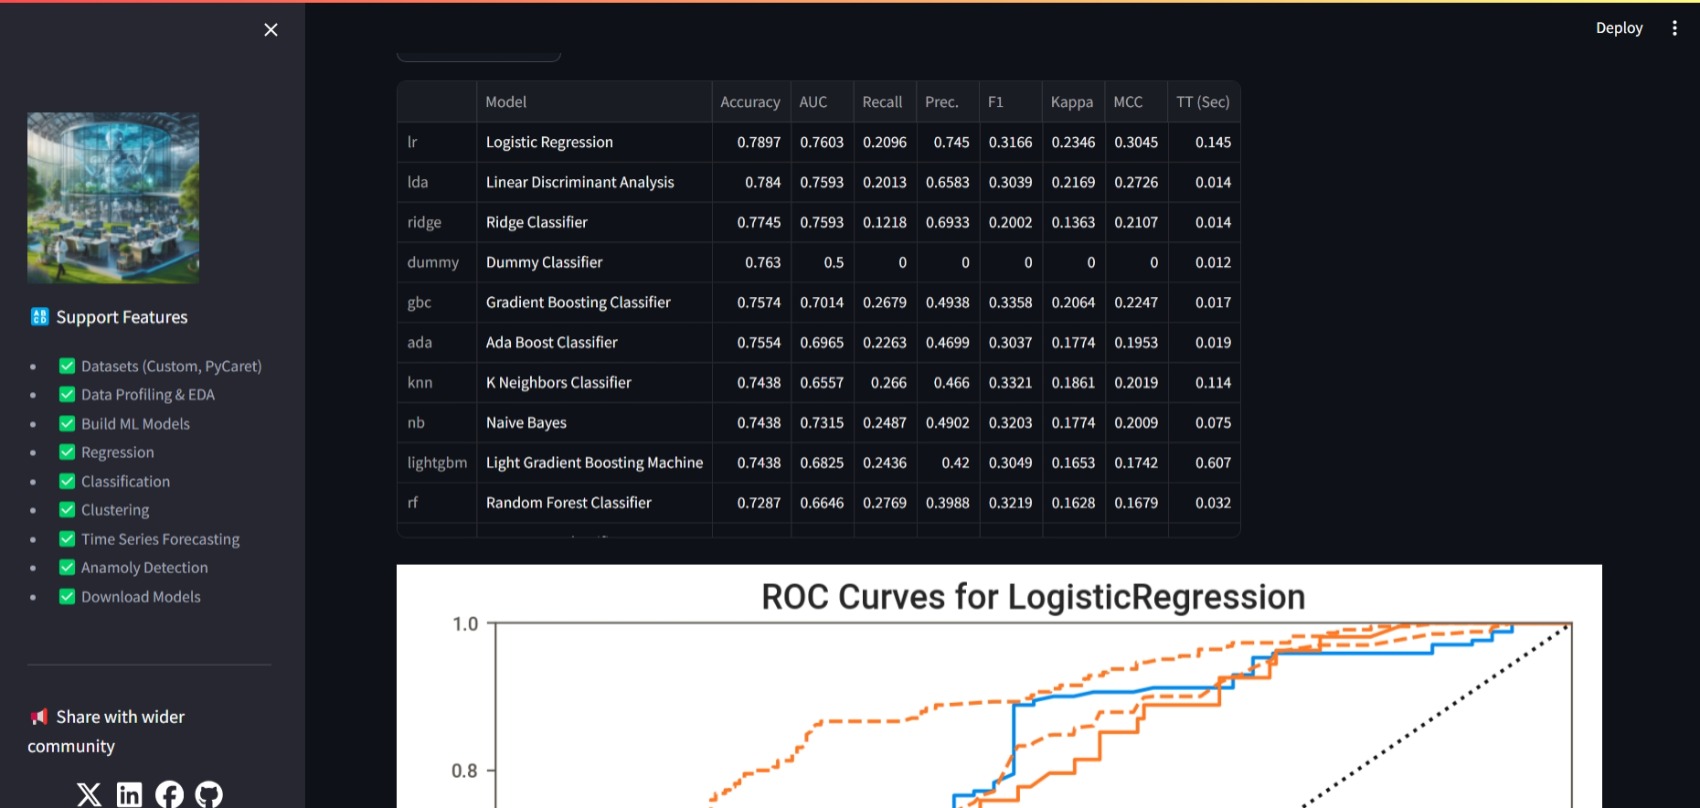 Deploy
Model Accuracy AUC Recall Prec. F1 Kappa MCC TT (Sec)
lr Logistic Regression 0.7897 0.7603 0.2096 0.745 0.3166 0.2346 0.3045 0.145
lda Linear Discriminant Analysis 0.784 0.7593 0.2013 0.6583 0.3039 0.2169 0.2726 0.014
ridge Ridge Classifier 0.7745 0.7593 0.1218 0.6933 0.2002 0.1363 0.2107 0.014
dummy Dummy Classifier 0.763 0.5 0 0 0 0 0 0.012
gbc Gradient Boosting Classifier 0.7574 0.7014 0.2679 0.4938 0.3358 0.2064 0.2247 0.017
ada Ada Boost Classifier 0.7554 0.6965 0.2263 0.4699 0.3037 0.1774 0.1953 0.019
knn K Neighbors Classifier 0.7438 0.6557 0.266 0.466 0.3321 0.1861 0.2019 0.114
nb Naive Bayes 0.7438 0.7315 0.2487 0.4902 0.3203 0.1774 0.2009 0.075
lightgbm Light Gradient Boosting Machine 0.7438 0.6825 0.2436 0.42 0.3049 0.1653 0.1742 0.607
rf Random Forest Classifier 0.7287 0.6646 0.2769 0.3988 0.3219 0.1628 0.1679 0.032
Support Features
Datasets (Custom, PyCaret)
Data Profiling & EDA
Build ML Models
Regression
Classification
Clustering
Time Series Forecasting
Anamoly Detection
Download Models
Share with wider
community
ROC Curves for LogisticRegression
1.0
0.8